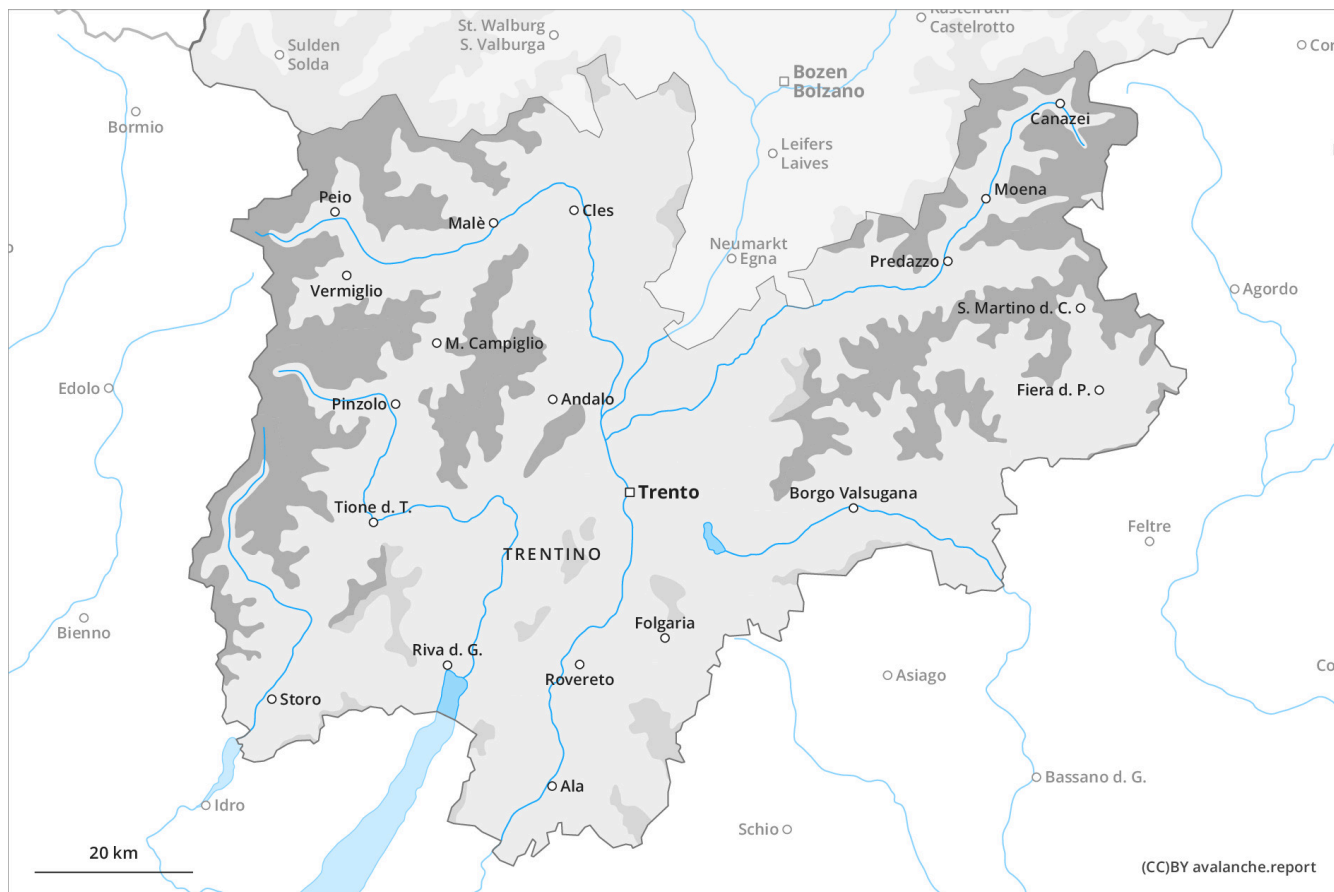 Kastelruth
Castelrotto
St. Walburg
S. Valburga
Sulden
Solda
Bozen
Bolzano
Bormio
Canazei
Leifers
Laives
Moena
Peio
Malè
Cles
Neumarkt
Egna
Predazzo
Vermiglio
Agordo
S. Martino d. C.
M. Campiglio
Edolo
Pinzolo
Andalo
Fiera d. P.
Trento
Borgo Valsugana
Tione d. T.
Feltre
TRENTINO
Bienno
Folgaria
Riva d. G.
Rovereto
Asiago
Storo
Ala
Bassano d. G.
Idro
Schio
20 km
(CC)BY avalanche.report